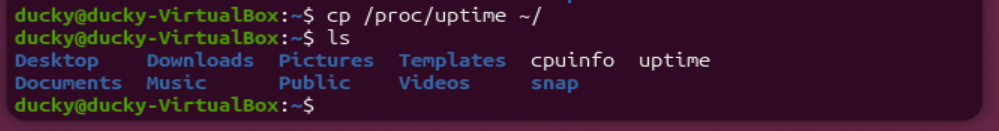 ducky@ducky-VirtualBox:~$ cp /proc/uptime ~/
ducky@ducky-VirtualBox:~$ ls
Desktop Downloads Pictures Templates cpuinfo uptime
Documents Music Public Videos snap
ducky@ducky-VirtualBox:~$